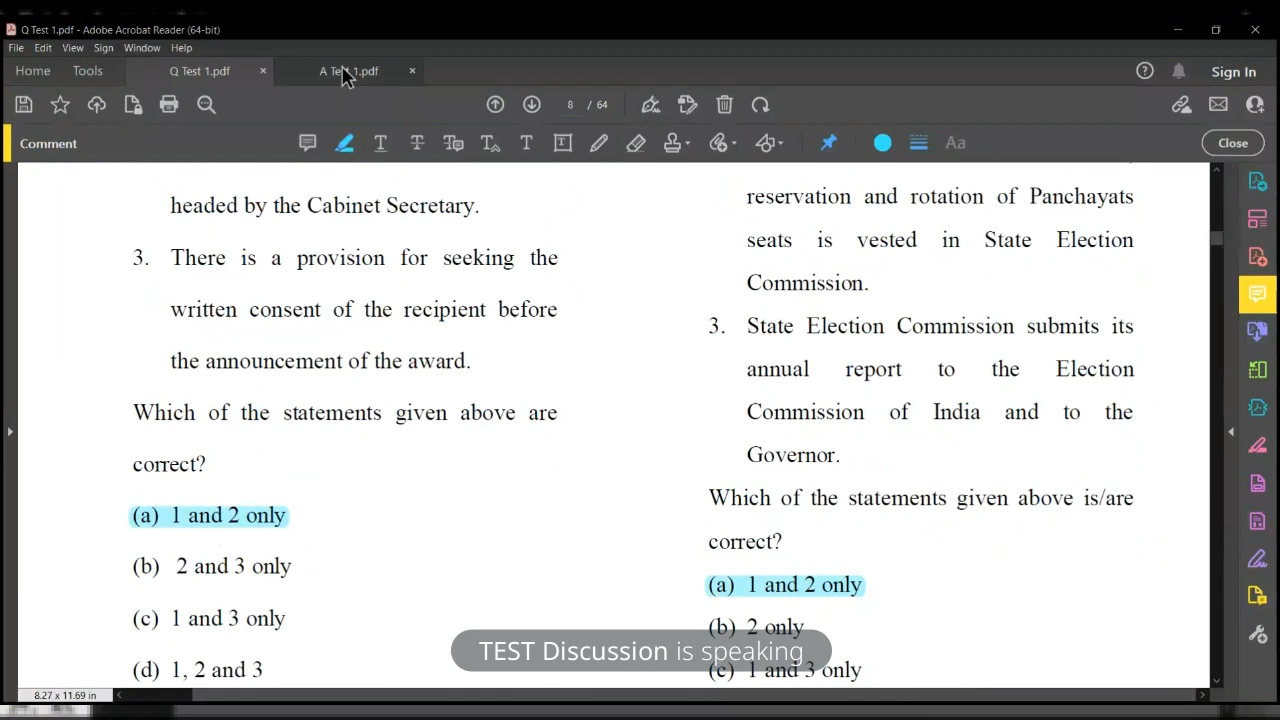 Q Test 1.pdf - Adobe Acrobat Reader (64-bit)
File Edit View Sign Window Help
Home Tools Q Test 1.pdf × A Test 1.pdf × Sign In
8 / 64
Comment Aa Close
headed by the Cabinet Secretary.
3. There is a provision for seeking the
written consent of the recipient before
the announcement of the award.
Which of the statements given above are
correct?
(a) 1 and 2 only
(b) 2 and 3 only
(c) 1 and 3 only
(d) 1, 2 and 3
reservation and rotation of Panchayats
seats is vested in State Election
Commission.
3. State Election Commission submits its
annual report to the Election
Commission of India and to the
Governor.
Which of the statements given above is/are
correct?
(a) 1 and 2 only
(b) 2 only
(c) 1 and 3 only
TEST Discussion is speaking
8.27 x 11.69 in